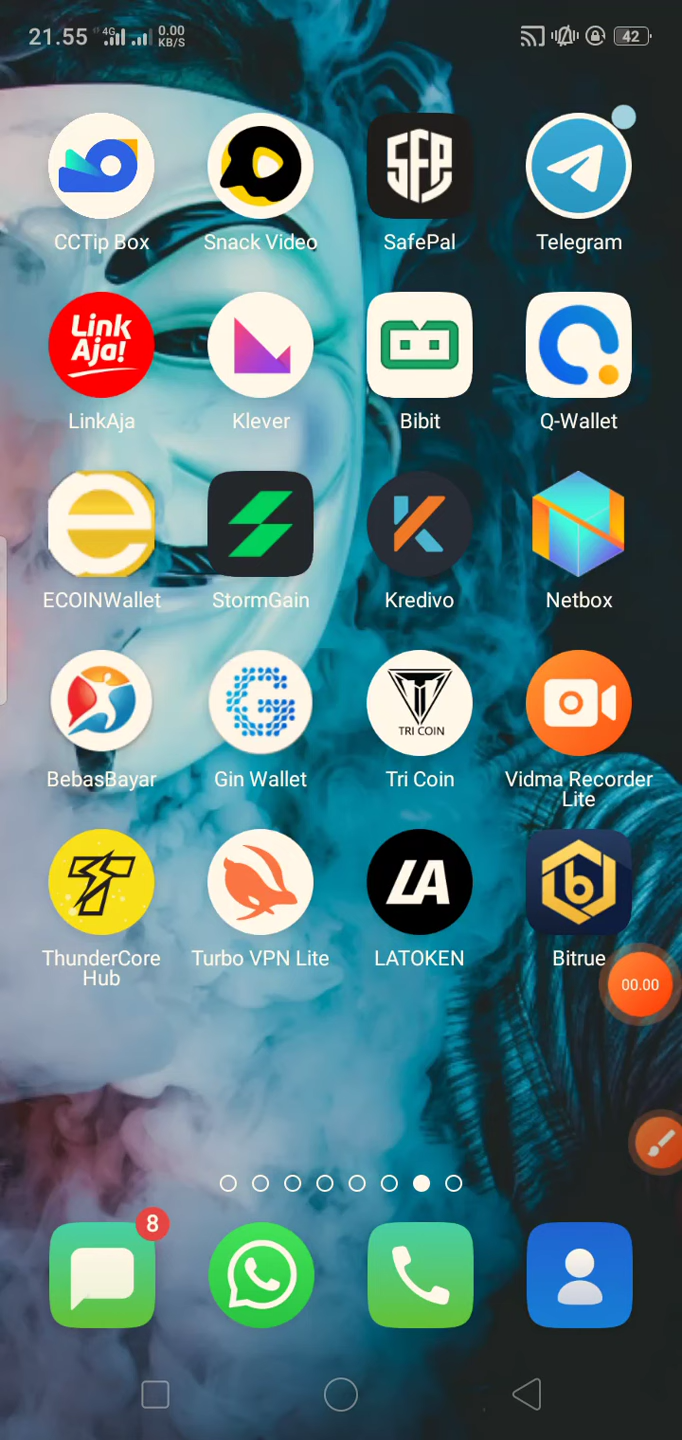 21.55 4G 0.00 KB/S 42
CCTip Box Snack Video SafePal Telegram
Link Aja!
LinkAja Klever Bibit Q-Wallet
ECOINWallet StormGain Kredivo Netbox
TRI COIN
BebasBayar Gin Wallet Tri Coin Vidma Recorder Lite
LA
ThunderCore Hub Turbo VPN Lite LATOKEN Bitrue
00.00
8